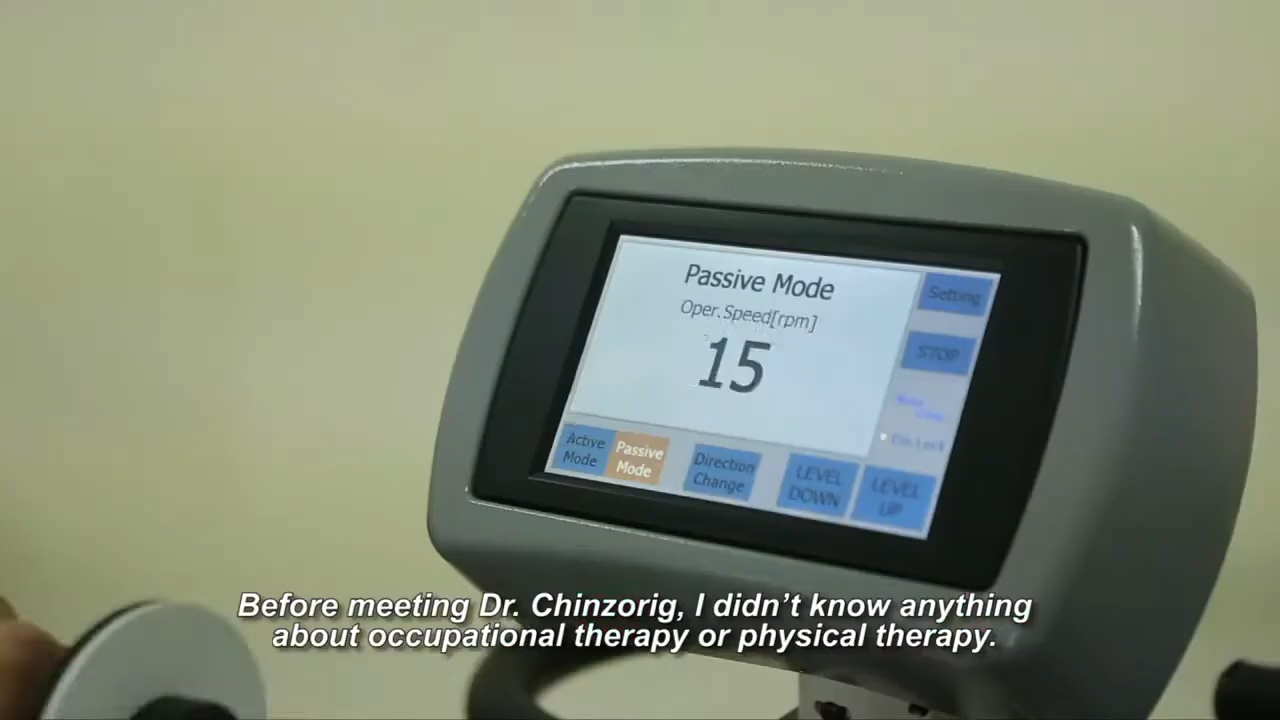 Passive Mode
Oper.Speed[rpm]
15
Setting
STOP
Active
Mode
Passive
Mode
Direction
Change
LEVEL
DOWN
LEVEL
UP
Before meeting Dr. Chinzorig, I didn't know anything
about occupational therapy or physical therapy.